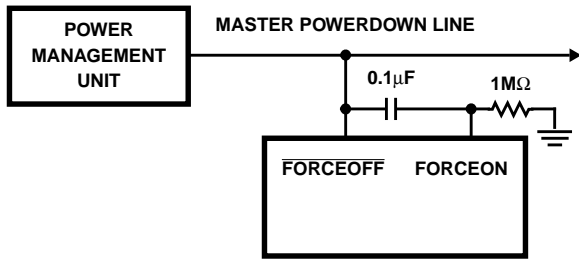 POWER
MANAGEMENT
UNIT
MASTER POWERDOWN LINE
0.1μF
1MΩ
FORCEOFF FORCEON